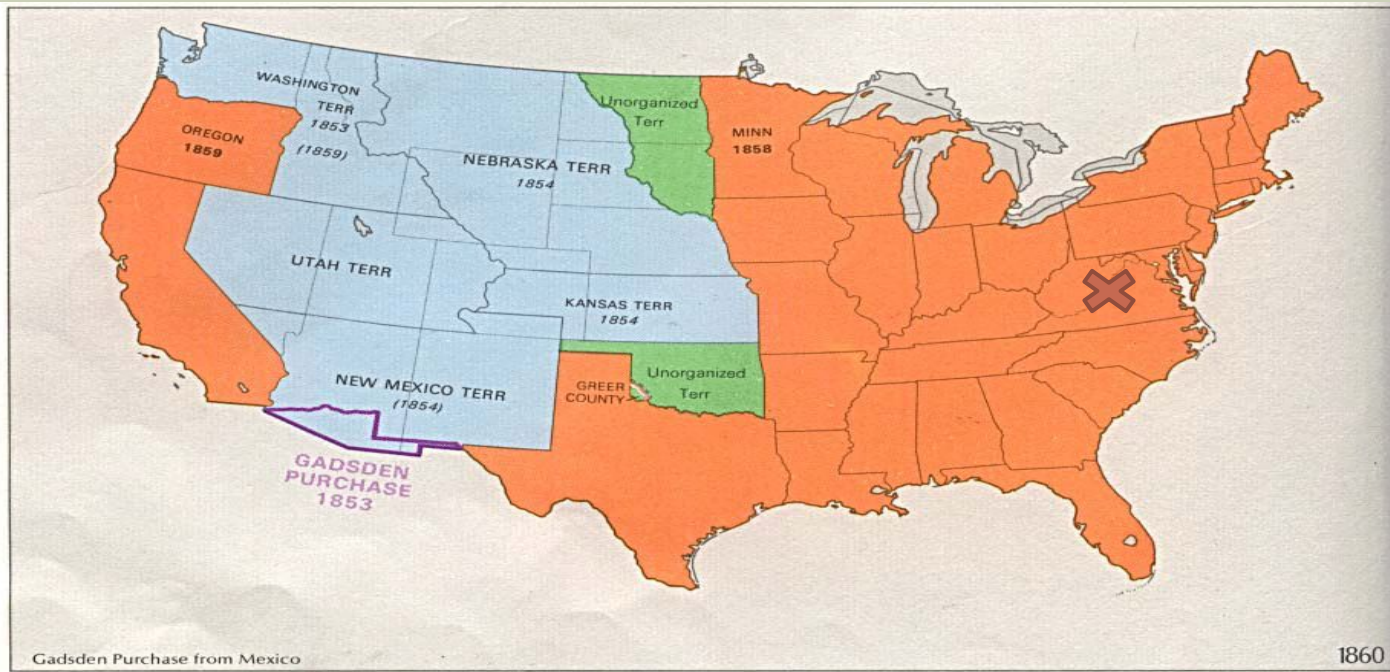 WASHINGTON
TERR
1853
(1859)
OREGON
1859
NEBRASKA TERR
1854
Unorganized
Terr
MINN
1858
UTAH TERR
KANSAS TERR
1854
NEW MEXICO TERR
(1854)
GREER
COUNTY
Unorganized
Terr
GADSDEN
PURCHASE
1853
Gadsden Purchase from Mexico
1860